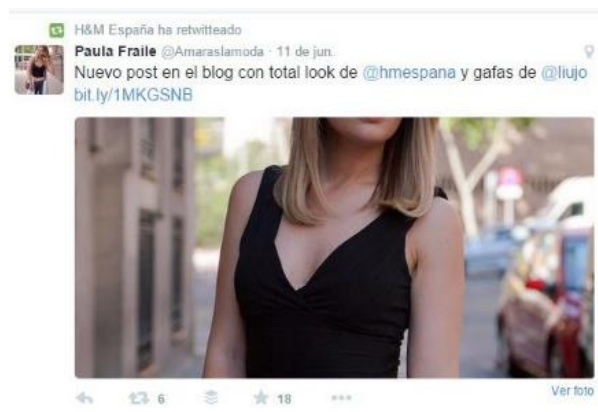 H&M España ha retwitteado
Paula Fraile @Amaraslamoda · 11 de jun.
Nuevo post en el blog con total look de @hmespana y gafas de @liujo
bit.ly/1MKGSNB
6 18
Ver foto